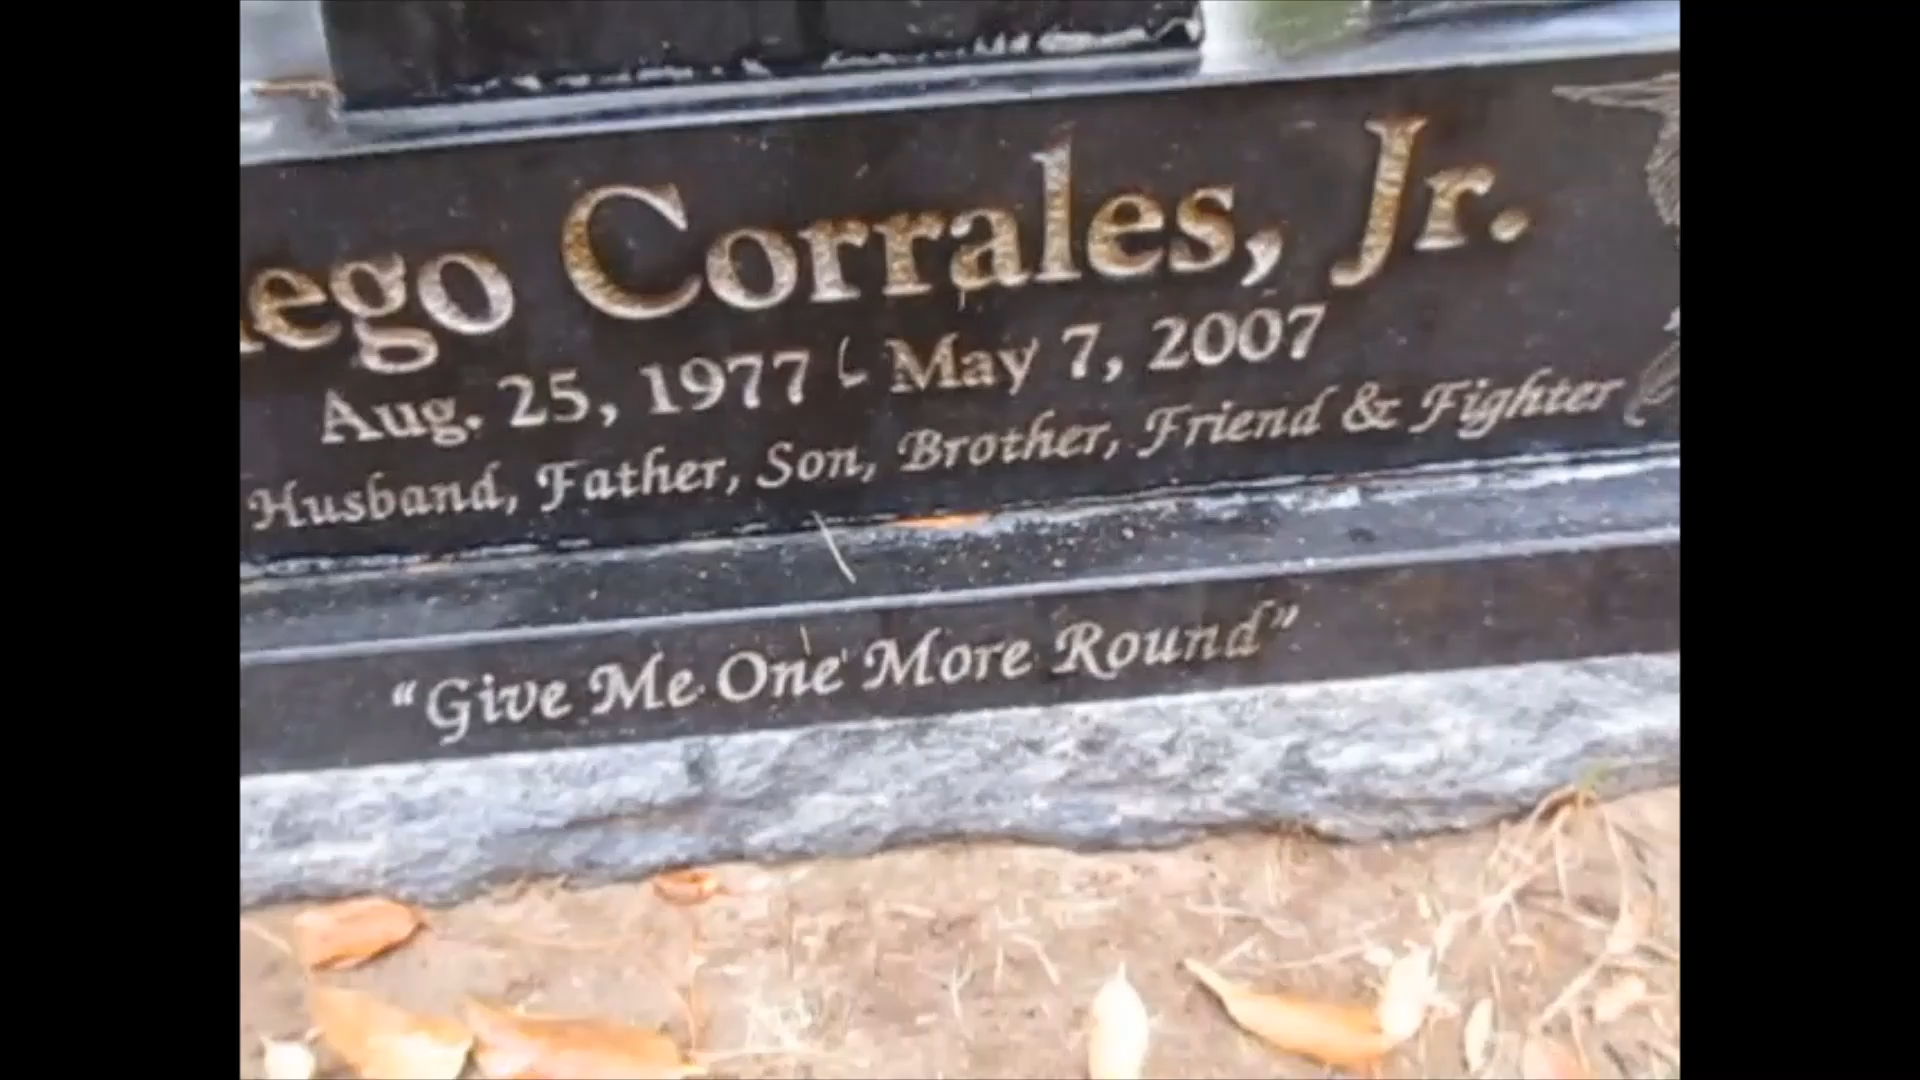 iego Corrales, Jr.
Aug. 25, 1977 - May 7, 2007
Husband, Father, Son, Brother, Friend & Fighter
"Give Me One More Round"